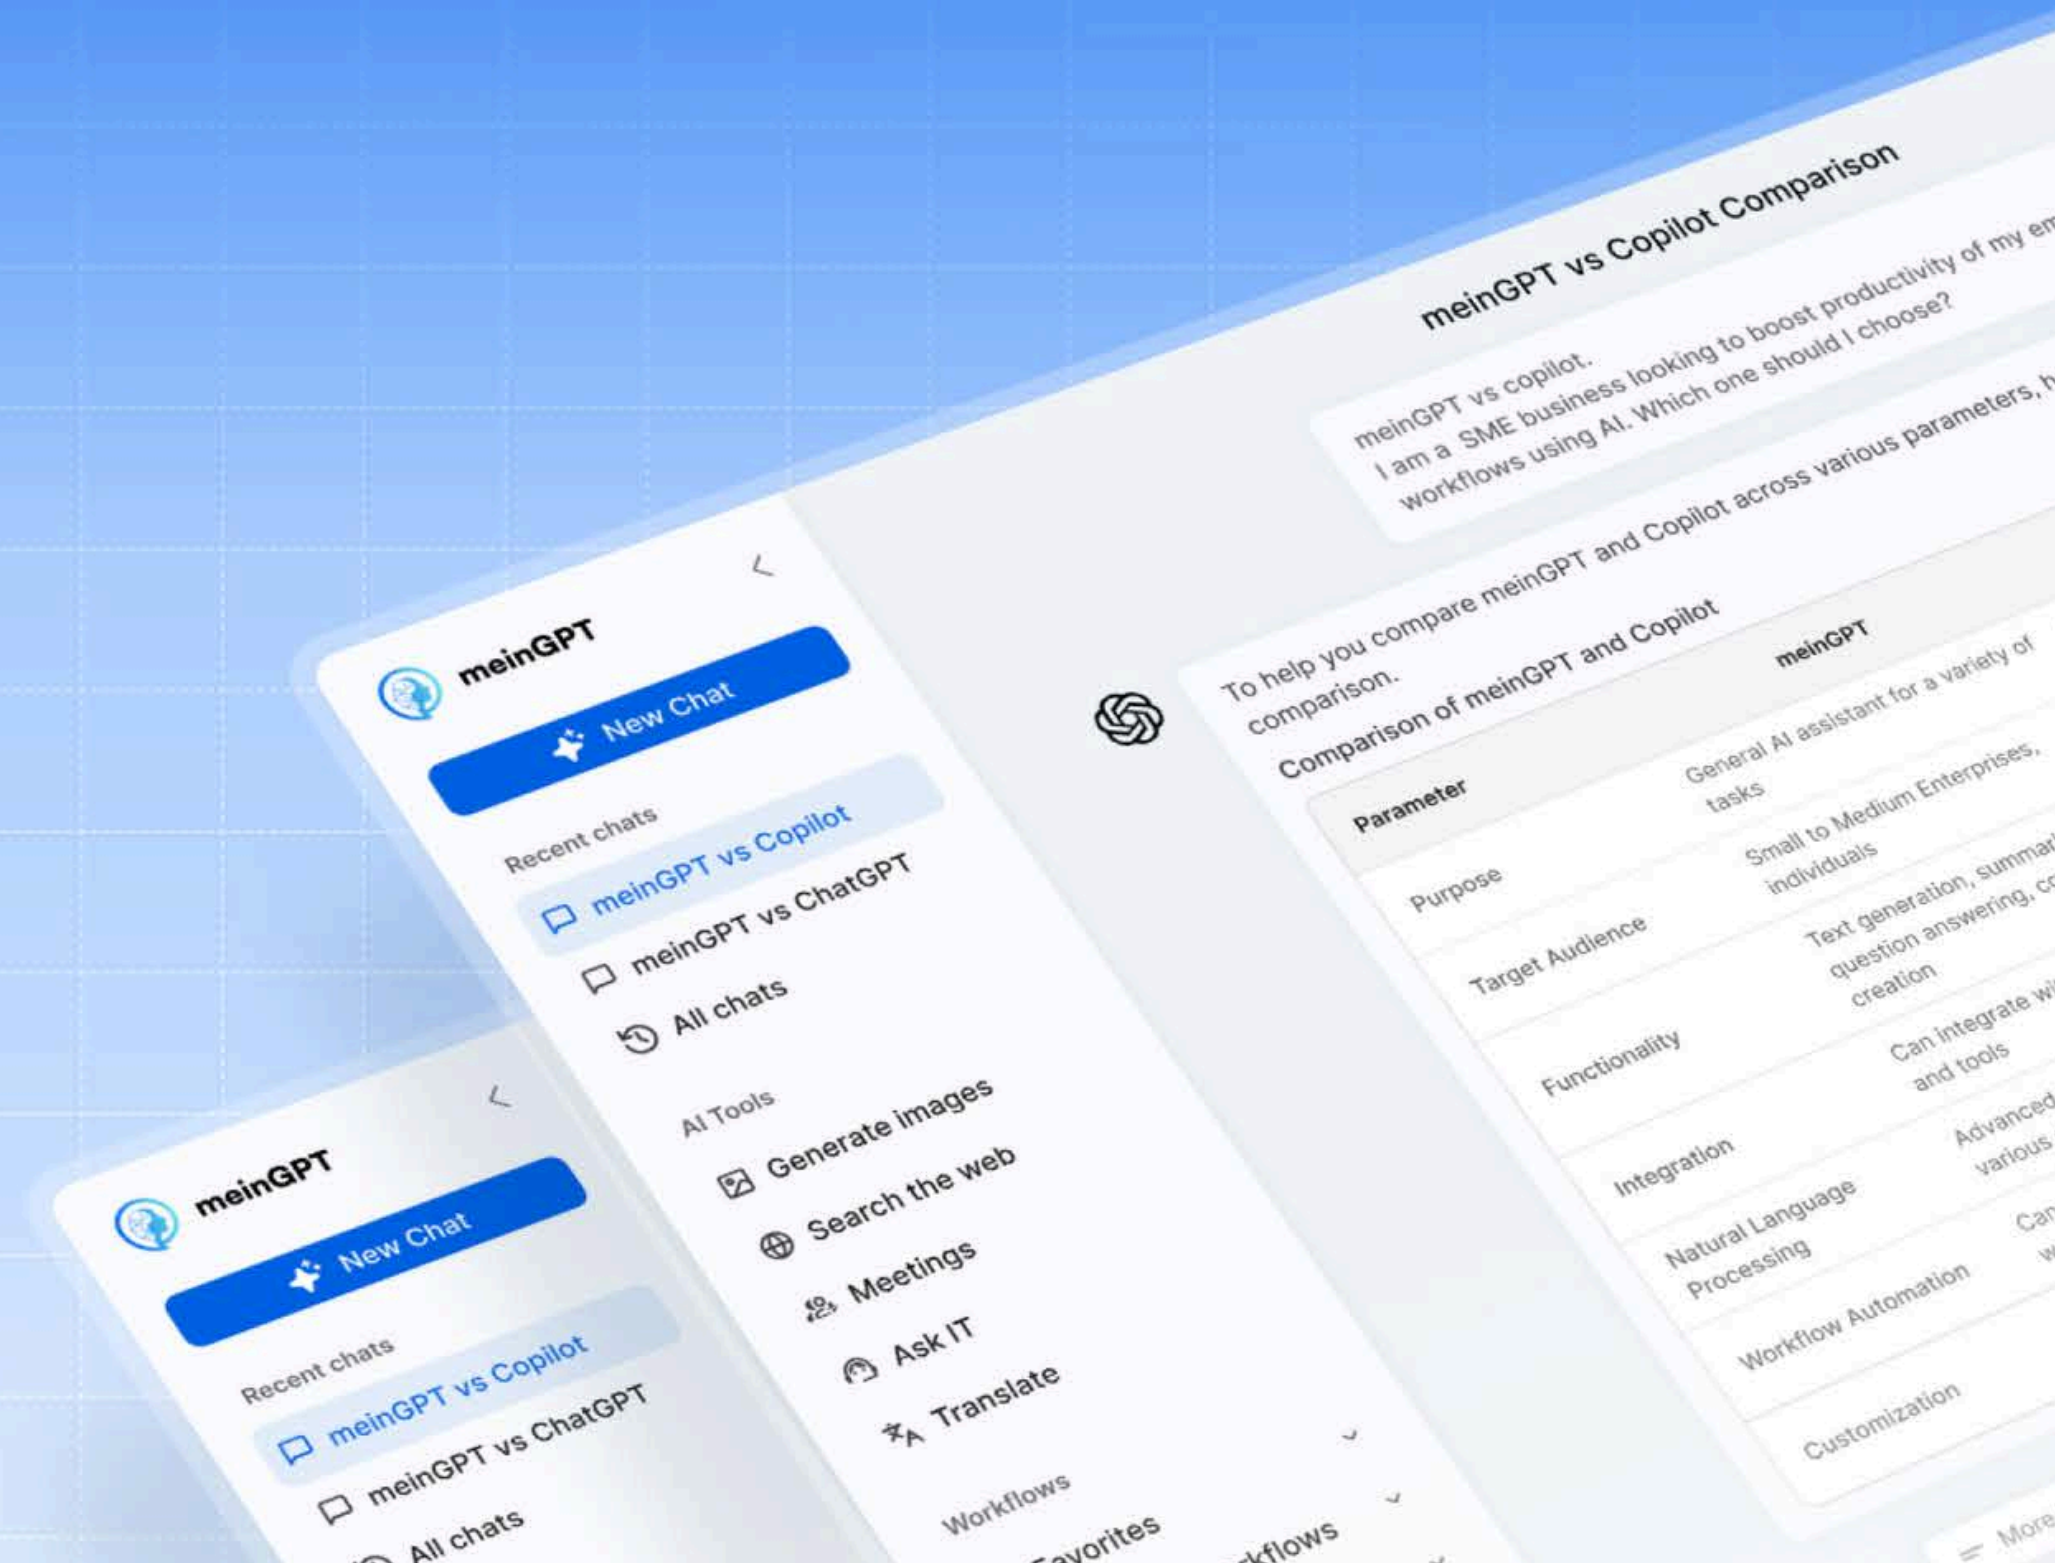 meinGPT vs Copilot Comparison
meinGPT vs copilot.
I am a SME business looking to boost productivity of my
workflows using AI. Which one should I choose?
To help you compare meinGPT and Copilot across various parameters,
comparison.
Comparison of meinGPT and Copilot
Parameter
meinGPT
Purpose
General AI assistant for a variety of
tasks
Target Audience
Small to Medium Enterprises,
individuals
Functionality
Text generation,
question answering,
creation
Integration
Can integrate
and tools
Natural Language
Processing
Advanced
various
Workflow Automation
Can
Customization
More
meinGPT
New Chat
Recent chats
meinGPT vs Copilot
meinGPT vs ChatGPT
All chats
AI Tools
Generate images
Search the web
Meetings
Ask IT
Translate
Workflows
meinGPT
New Chat
Recent chats
meinGPT vs Copilot
meinGPT vs ChatGPT
All chats